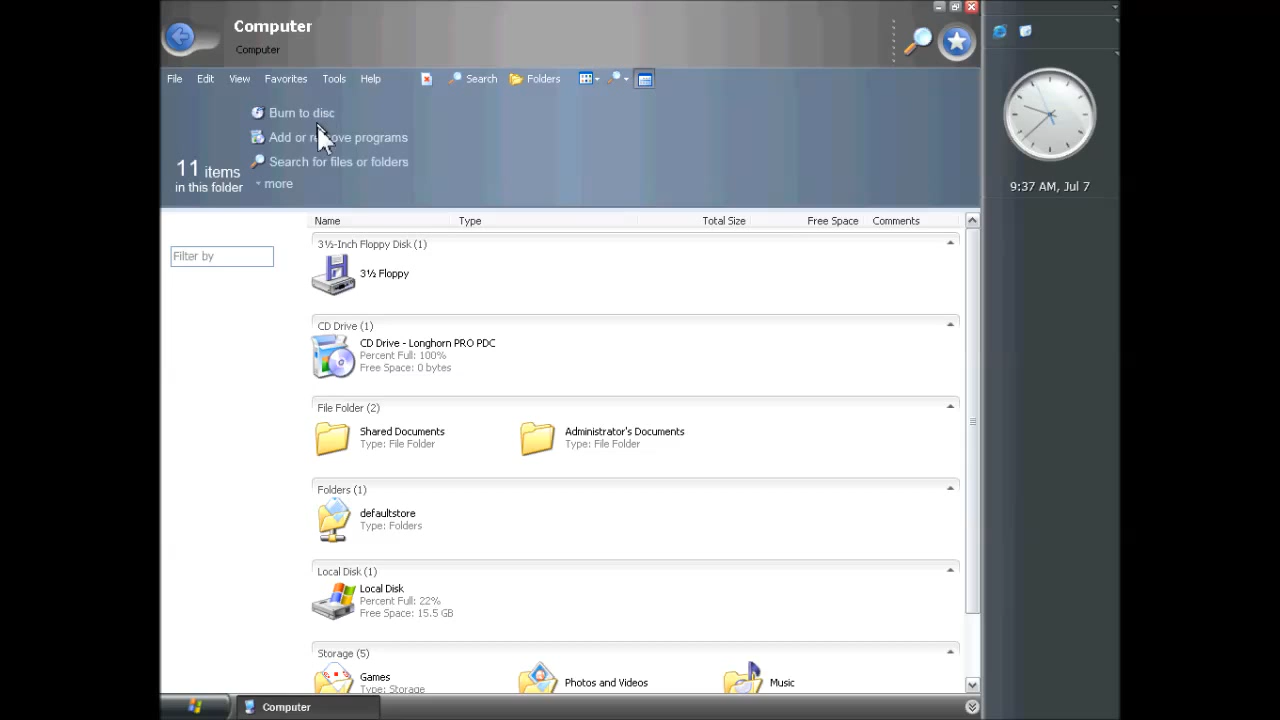 Computer
Computer
File Edit View Favorites Tools Help Search Folders
Burn to disc
Add or remove programs
Search for files or folders
more
11 items
in this folder
9:37 AM, Jul 7
Name Type Total Size Free Space Comments
Filter by
3½-Inch Floppy Disk (1)
3½ Floppy
CD Drive (1)
CD Drive - Longhorn PRO PDC
Percent Full: 100%
Free Space: 0 bytes
File Folder (2)
Shared Documents
Type: File Folder
Administrator's Documents
Type: File Folder
Folders (1)
defaultstore
Type: Folders
Local Disk (1)
Local Disk
Percent Full: 22%
Free Space: 15.5 GB
Storage (5)
Games
Type: Storage
Photos and Videos
Music
Computer